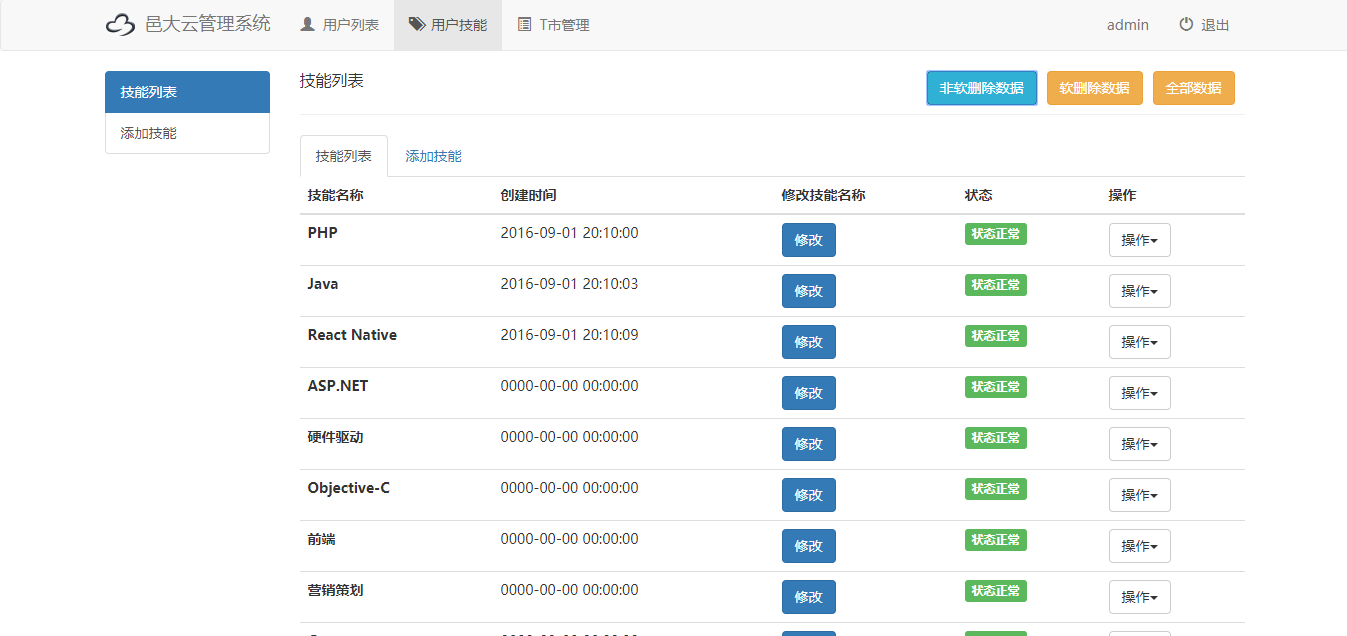 邑大云管理系统 用户列表 用户技能 T市管理 admin 退出
技能列表
添加技能
技能列表 非软删除数据 软删除数据 全部数据
技能列表 添加技能
技能名称 创建时间 修改技能名称 状态 操作
PHP 2016-09-01 20:10:00 修改 状态正常 操作
Java 2016-09-01 20:10:03 修改 状态正常 操作
React Native 2016-09-01 20:10:09 修改 状态正常 操作
ASP.NET 0000-00-00 00:00:00 修改 状态正常 操作
硬件驱动 0000-00-00 00:00:00 修改 状态正常 操作
Objective-C 0000-00-00 00:00:00 修改 状态正常 操作
前端 0000-00-00 00:00:00 修改 状态正常 操作
营销策划 0000-00-00 00:00:00 修改 状态正常 操作